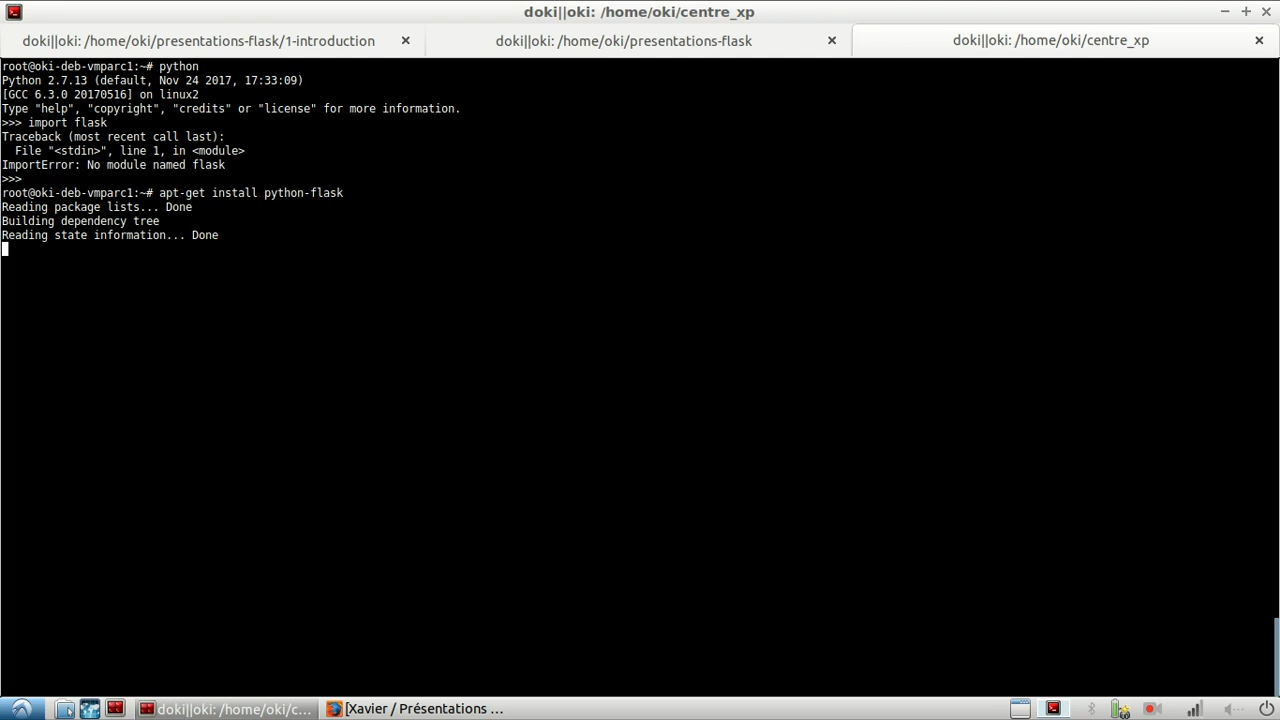 doki||oki: /home/oki/centre_xp
doki||oki: /home/oki/presentations-flask/1-introduction
doki||oki: /home/oki/presentations-flask
doki||oki: /home/oki/centre_xp
root@oki-deb-vmparc1:~# python
Python 2.7.13 (default, Nov 24 2017, 17:33:09)
[GCC 6.3.0 20170516] on linux2
Type "help", "copyright", "credits" or "license" for more information.
>>> import flask
Traceback (most recent call last):
  File "<stdin>", line 1, in <module>
ImportError: No module named flask
>>>
root@oki-deb-vmparc1:~# apt-get install python-flask
Reading package lists... Done
Building dependency tree
Reading state information... Done
doki||oki: /home/oki/c...
[Xavier / Présentations ...